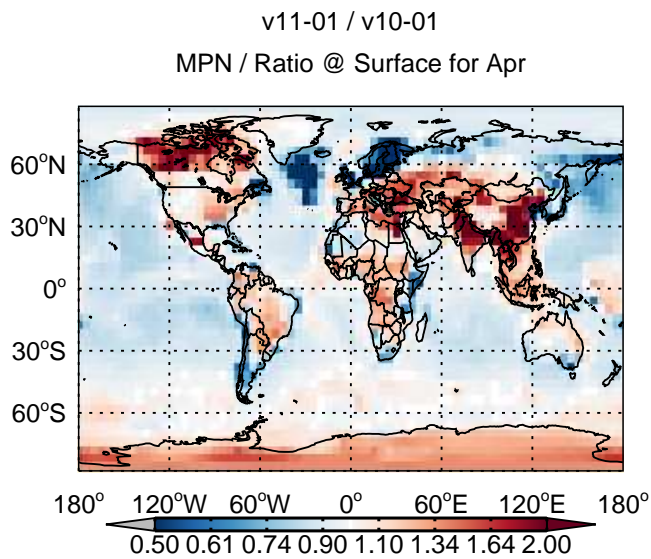 v11-01 / v10-01
MPN / Ratio @ Surface for Apr
60°N
30°N
0°
30°S
60°S
180° 120°W 60°W 0° 60°E 120°E 180°
0.50 0.61 0.74 0.90 1.10 1.34 1.64 2.00